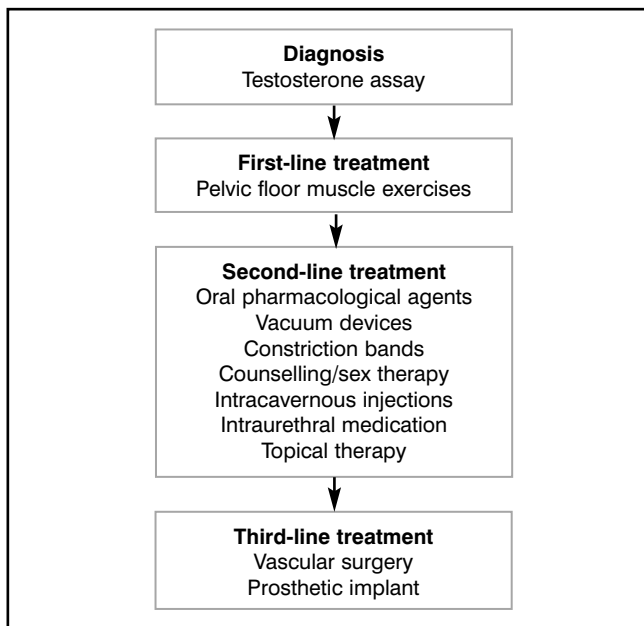 Diagnosis
Testosterone assay
First-line treatment
Pelvic floor muscle exercises
Second-line treatment
Oral pharmacological agents
Vacuum devices
Constriction bands
Counselling/sex therapy
Intracavernous injections
Intraurethral medication
Topical therapy
Third-line treatment
Vascular surgery
Prosthetic implant